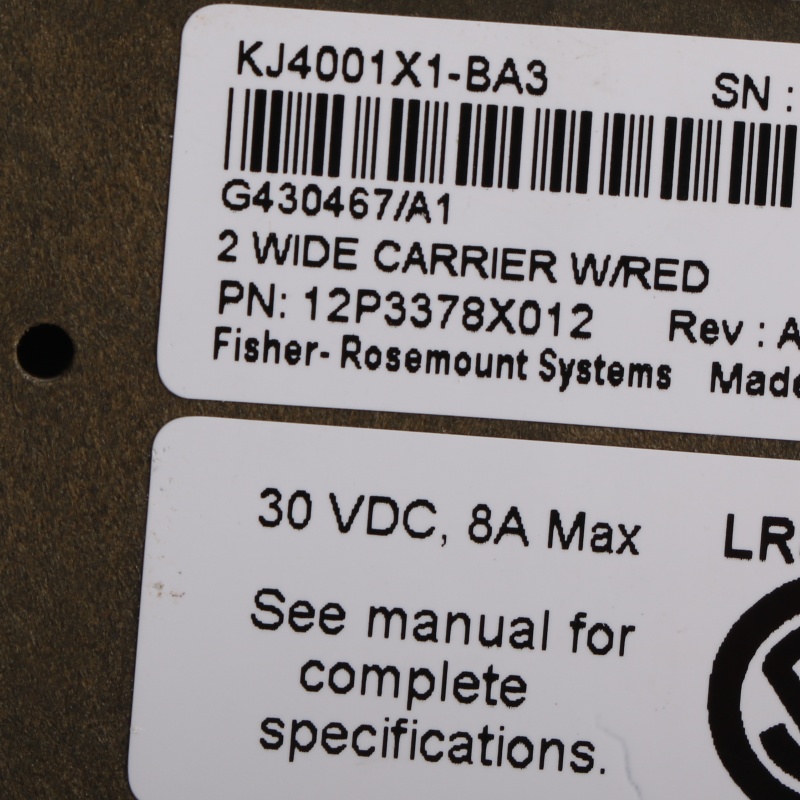 KJ4001X1-BA3 SN :
G430467/A1
2 WIDE CARRIER W/RED
PN: 12P3378X012 Rev : A
Fisher-Rosemount Systems Made
30 VDC, 8A Max
See manual for
complete
specifications.